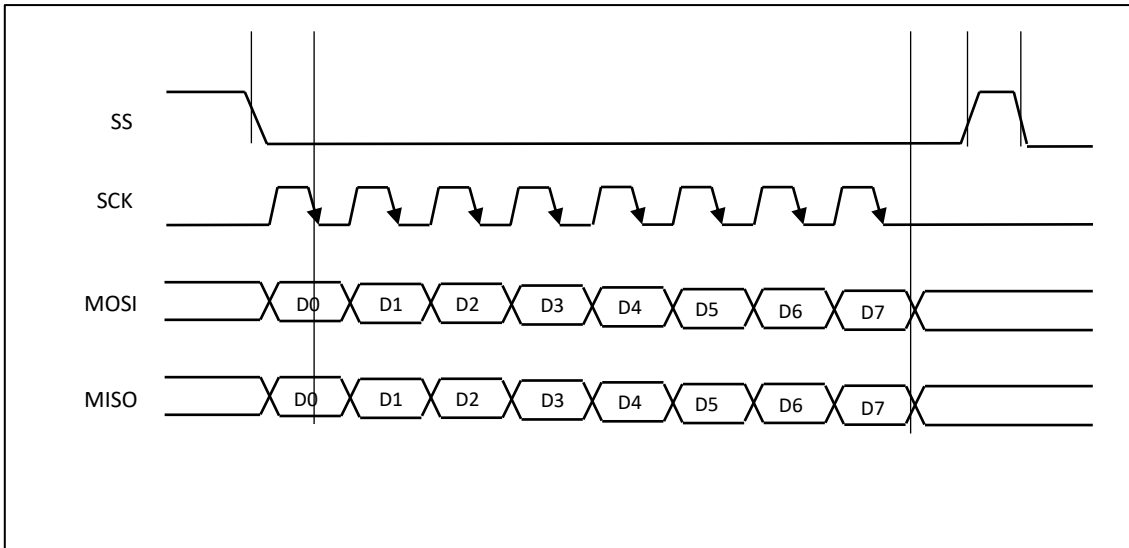 SS
SCK
MOSI D0 D1 D2 D3 D4 D5 D6 D7
MISO D0 D1 D2 D3 D4 D5 D6 D7